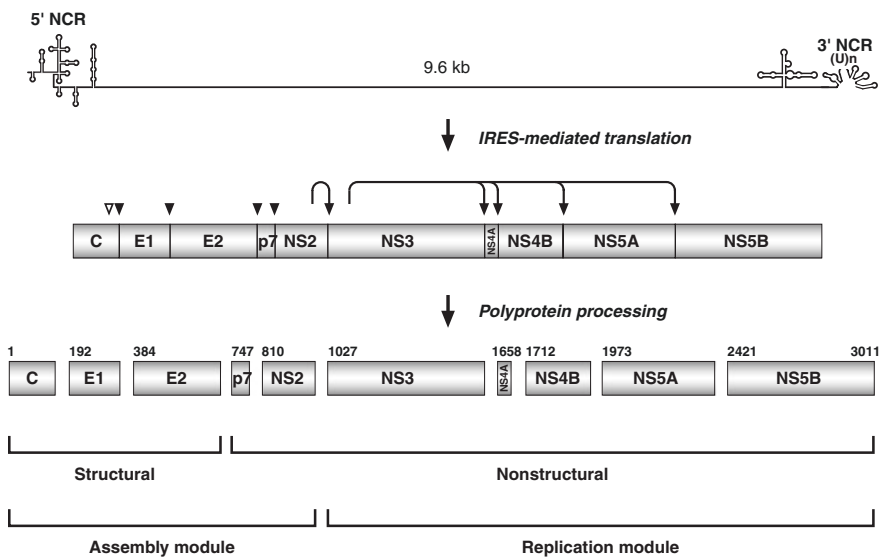 5' NCR
3' NCR
(U)n
9.6 kb
IRES-mediated translation
C E1 E2 p7 NS2 NS3 NS4A NS4B NS5A NS5B
Polyprotein processing
1 192 384 747 810 1027 1658 1712 1973 2421 3011
C E1 E2 p7 NS2 NS3 NS4A NS4B NS5A NS5B
Structural Nonstructural
Assembly module Replication module